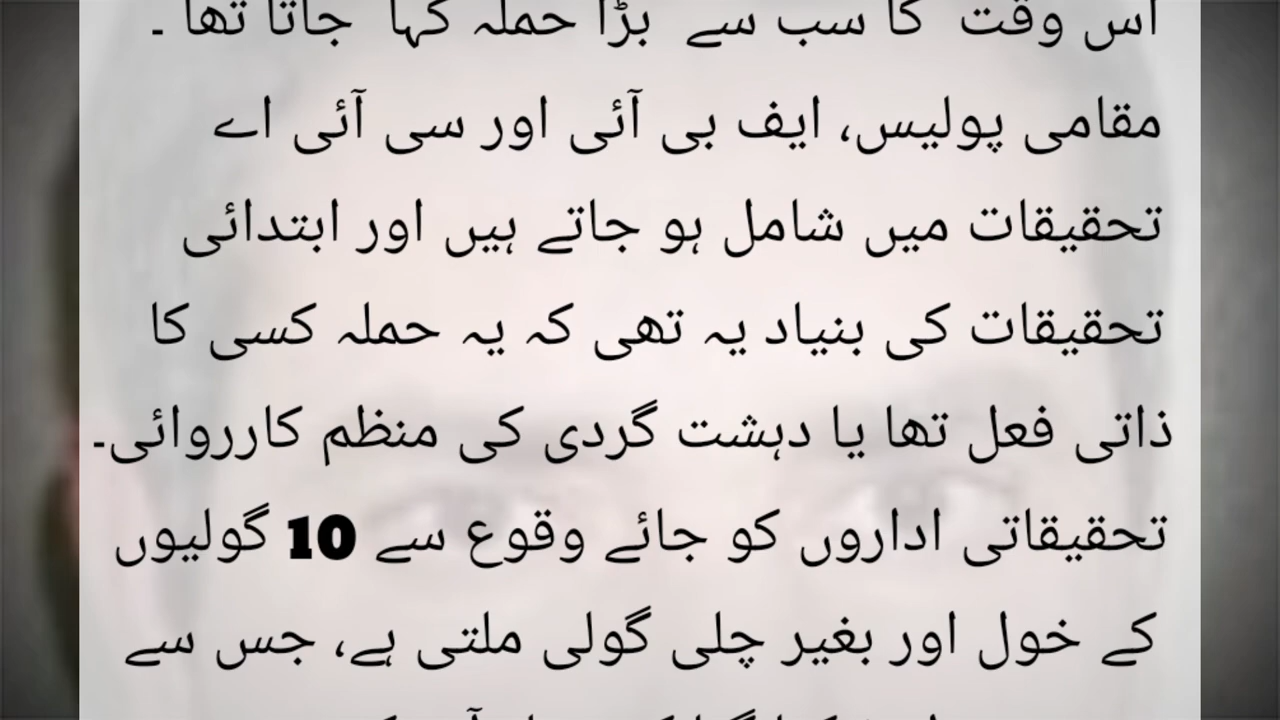 اس وقت کا سب سے بڑا حملہ کہا جاتا تھا ۔
مقامی پولیس، ایف بی آئی اور سی آئی اے
تحقیقات میں شامل ہو جاتے ہیں اور ابتدائی
تحقیقات کی بنیاد یہ تھی کہ یہ حملہ کسی کا
ذاتی فعل تھا یا دہشت گردی کی منظم کارروائی۔
تحقیقاتی اداروں کو جائے وقوع سے 10 گولیوں
کے خول اور بغیر چلی گولی ملتی ہے، جس سے